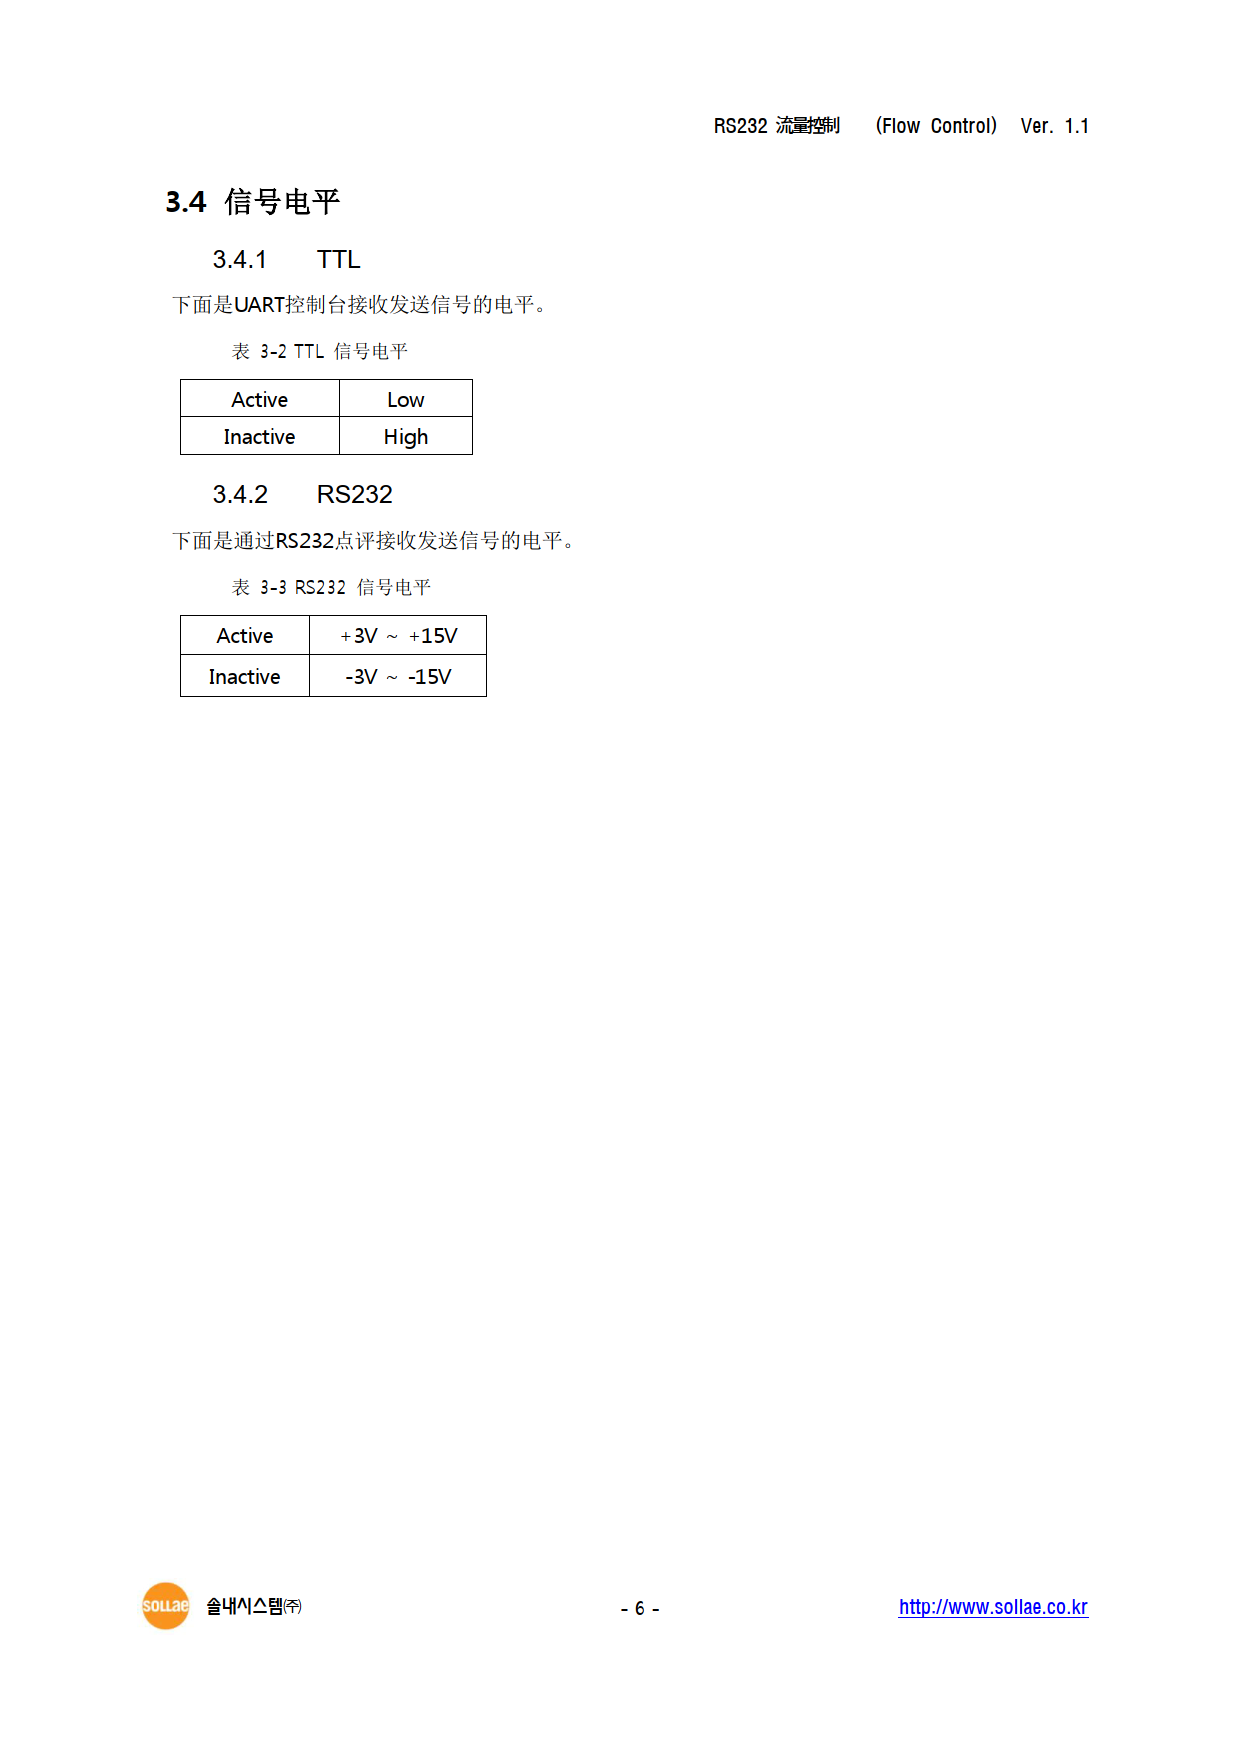 RS232 流量控制 (Flow Control) Ver. 1.1
3.4 信号电平
3.4.1 TTL
下面是UART控制台接收发送信号的电平。
表 3-2 TTL 信号电平
Active Low
Inactive High
3.4.2 RS232
下面是通过RS232点评接收发送信号的电平。
表 3-3 RS232 信号电平
Active +3V ~ +15V
Inactive -3V ~ -15V
SOLLAE 솔내시스템㈜ - 6 - http://www.sollae.co.kr